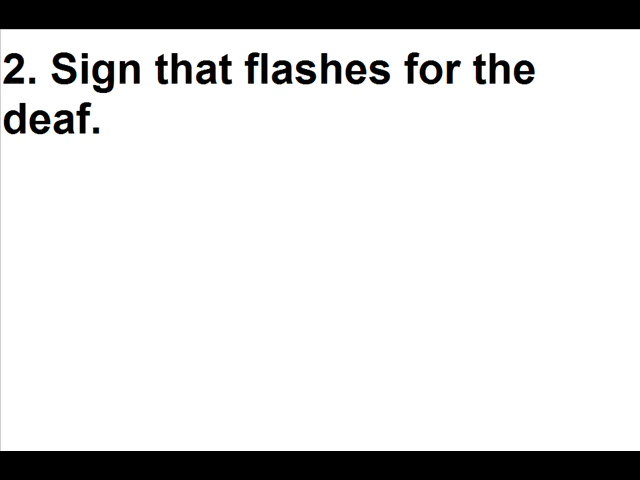 2. Sign that flashes for the
deaf.